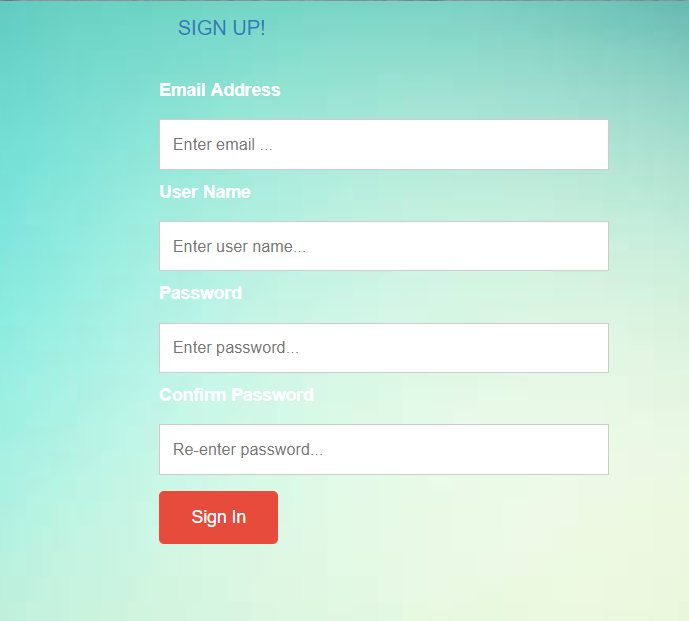 SIGN UP!
Email Address
Enter email ...
User Name
Enter user name...
Password
Enter password...
Confirm Password
Re-enter password...
Sign In